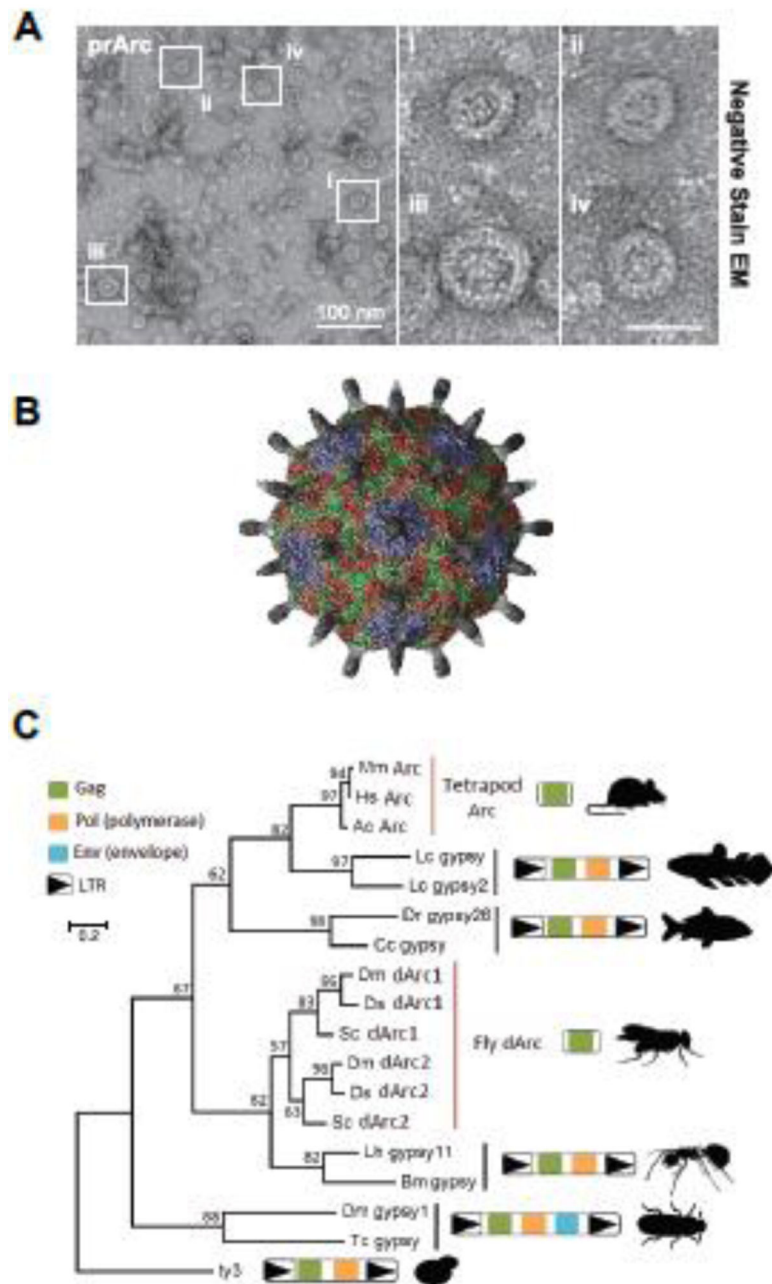 A
prArc
iv
ii
i
iii
100 nm
i
ii
iii
iv
Negative Stain EM
B
C
Gag
Pol (polymerase)
Env (envelope)
LTR
0.2
94
Mm Arc
Hs Arc
97
Ac Arc
Tetrapod
Arc
82
97
Lc gypsy
Lc gypsy2
62
98
Dr gypsy28
Cc gypsy
67
96
Dm dArc1
Ds dArc1
83
Sc dArc1
57
98
Dm dArc2
Ds dArc2
63
Sc dArc2
Fly dArc
62
82
Lh gypsy11
Bm gypsy
88
Dm gypsy1
Tc gypsy
ty3